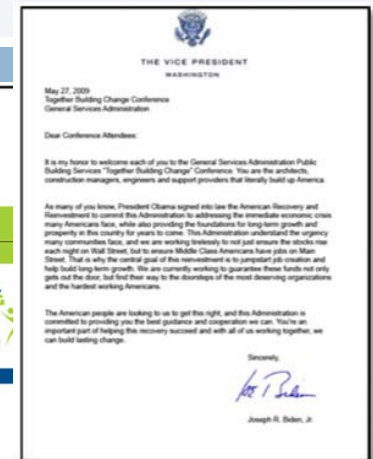 THE VICE PRESIDENT
WASHINGTON
May 27, 2009
Together Building Change Conference
General Services Administration
Dear Conference Attendees:
It is my honor to welcome each of you to the General Services Administration Public
Building Services "Together Building Change" Conference. You are the architects,
construction managers, engineers and support providers that literally build up America.
As many of you know, President Obama signed into law the American Recovery and
Reinvestment to commit this Administration to addressing the immediate economic crisis
many Americans face, while also providing the foundations for long-term growth and
prosperity in this country for years to come. This Administration understand the urgency
many communities face, and we are working tirelessly to not just ensure the stocks rise
each night on Wall Street, but to ensure Middle Class Americans have jobs on Main
Street. That is why the central goal of this reinvestment is to jumpstart job creation and
help build long-term growth. We are currently working to guarantee these funds not only
gets out the door, but find their way to the doorsteps of the most deserving organizations
and the hardest working Americans.
The American people are looking to us to get this right, and this Administration is
committed to providing you the best guidance and cooperation we can. You're an
important part of helping this recovery succeed and with all of us working together, we
can build lasting change.
Sincerely,
Joe Biden
Joseph R. Biden, Jr.